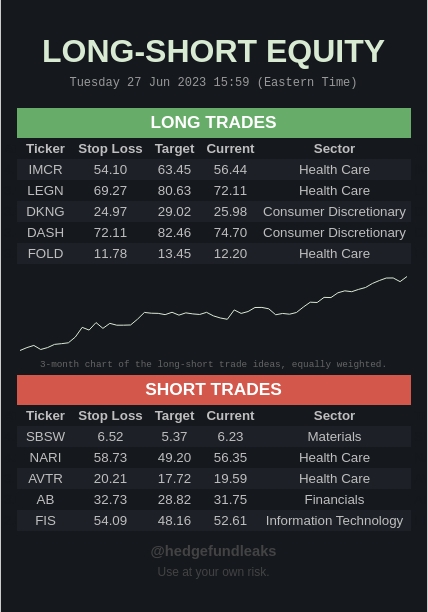 LONG-SHORT EQUITY
Tuesday 27 Jun 2023 15:59 (Eastern Time)
LONG TRADES
Ticker Stop Loss Target Current Sector
IMCR 54.10 63.45 56.44 Health Care
LEGN 69.27 80.63 72.11 Health Care
DKNG 24.97 29.02 25.98 Consumer Discretionary
DASH 72.11 82.46 74.70 Consumer Discretionary
FOLD 11.78 13.45 12.20 Health Care
3-month chart of the long-short trade ideas, equally weighted.
SHORT TRADES
Ticker Stop Loss Target Current Sector
SBSW 6.52 5.37 6.23 Materials
NARI 58.73 49.20 56.35 Health Care
AVTR 20.21 17.72 19.59 Health Care
AB 32.73 28.82 31.75 Financials
FIS 54.09 48.16 52.61 Information Technology
@hedgefundleaks
Use at your own risk.